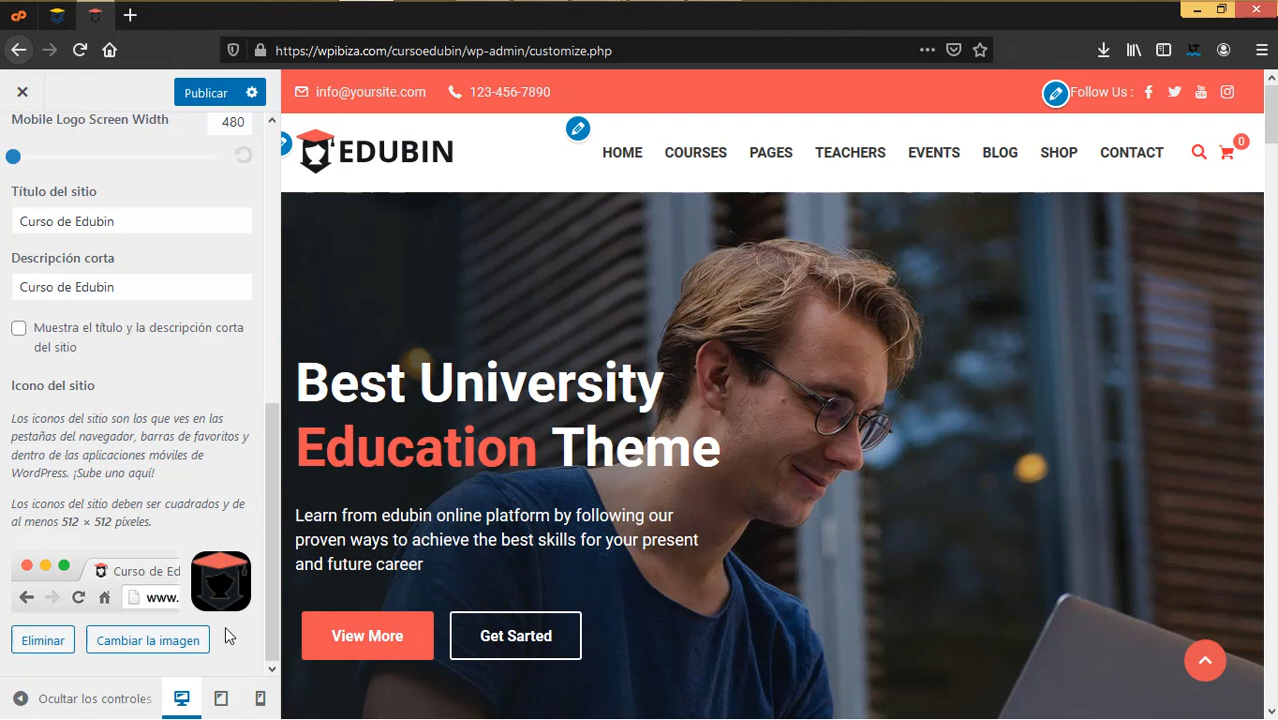 https://wpibiza.com/cursoedubin/wp-admin/customize.php
Publicar
Mobile Logo Screen Width
480
Título del sitio
Curso de Edubin
Descripción corta
Curso de Edubin
Muestra el título y la descripción corta
del sitio
Icono del sitio
Los iconos del sitio son los que ves en las
pestañas del navegador, barras de favoritos y
dentro de las aplicaciones móviles de
WordPress. ¡Sube uno aquí!
Los iconos del sitio deben ser cuadrados y de
al menos 512 × 512 píxeles.
Curso de Ed
www.
Eliminar
Cambiar la imagen
Ocultar los controles
info@yoursite.com
123-456-7890
Follow Us :
EDUBIN
HOME
COURSES
PAGES
TEACHERS
EVENTS
BLOG
SHOP
CONTACT
0
Best University
Education Theme
Learn from edubin online platform by following our
proven ways to achieve the best skills for your present
and future career
View More
Get Sarted